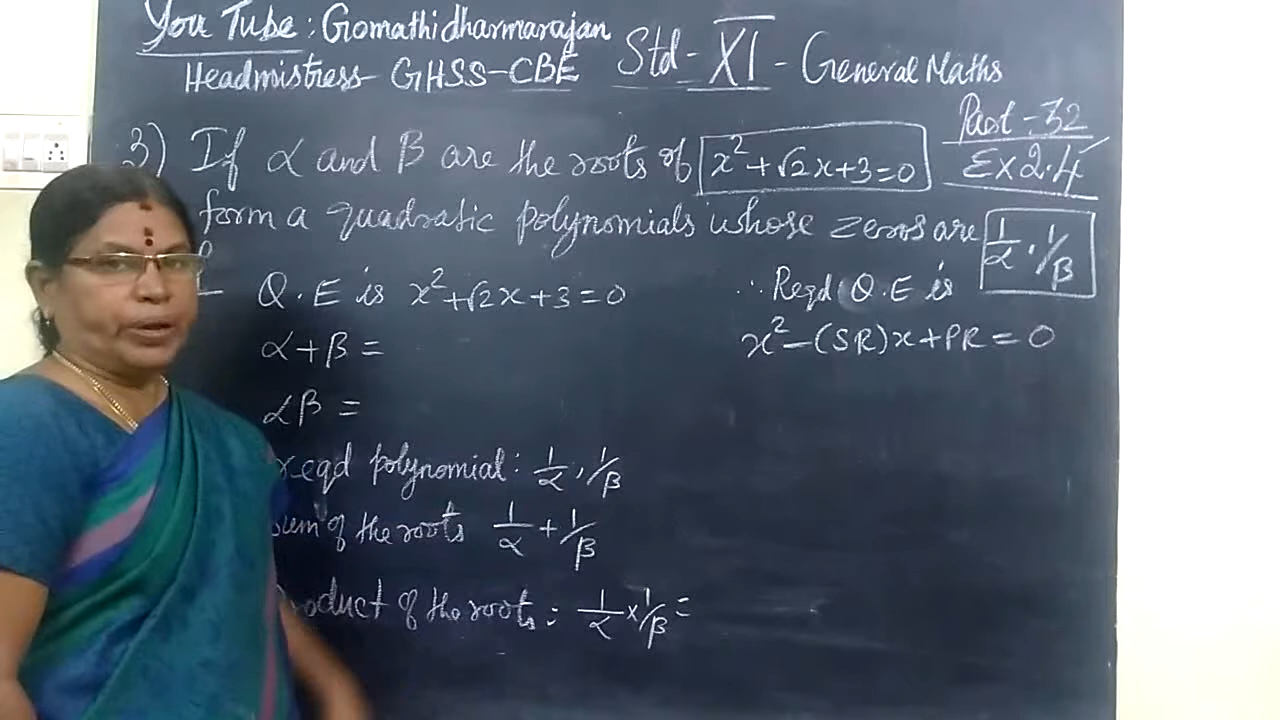 You Tube : Gomathidharmarajan
Headmistress - GHSS-CBE
Std - XI - General Maths
Part - 32
Ex 2.4
3) If α and β are the roots of x²+√2x+3=0
form a quadratic polynomials whose zeros are 1/α, 1/β
Q.E is x²+√2x+3=0
α+β=
αβ=
reqd polynomial: 1/α, 1/β
sum of the roots 1/α + 1/β
product of the roots: 1/α × 1/β =
∴ Reqd Q.E is
x²-(SR)x+PR=0